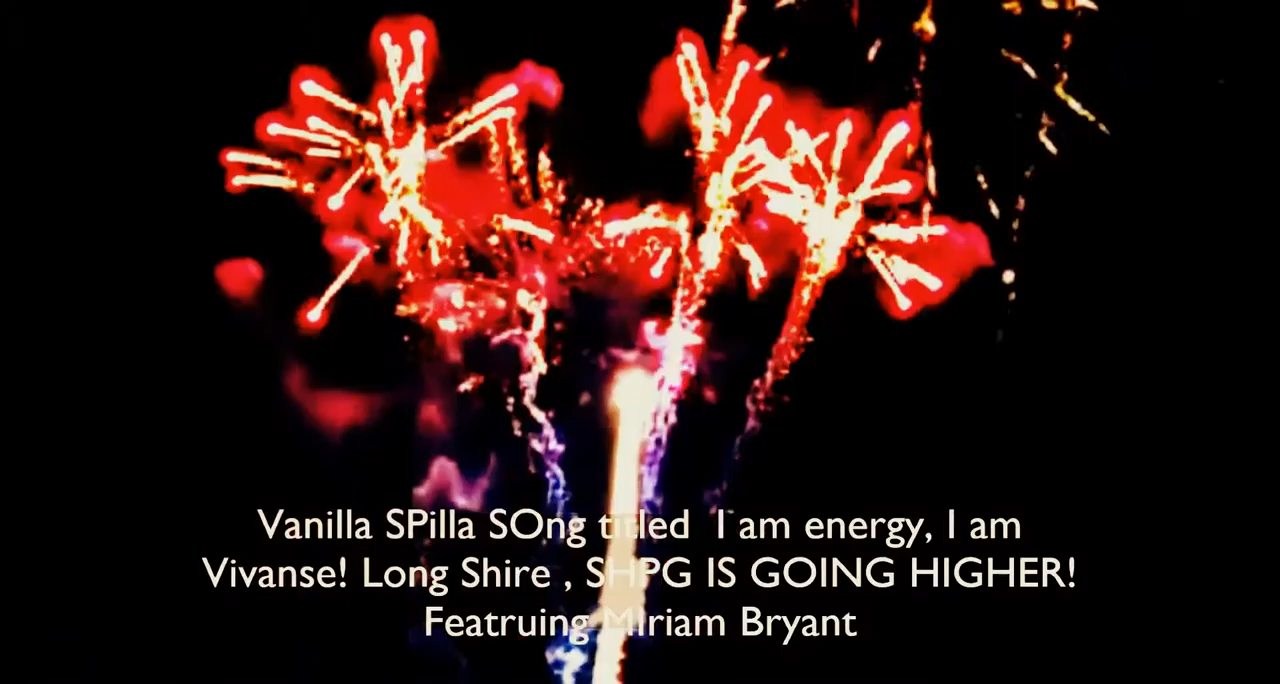 Vanilla SPilla SOng titled I am energy, I am
Vivanse! Long Shire , SHPG IS GOING HIGHER!
Featruing MIriam Bryant